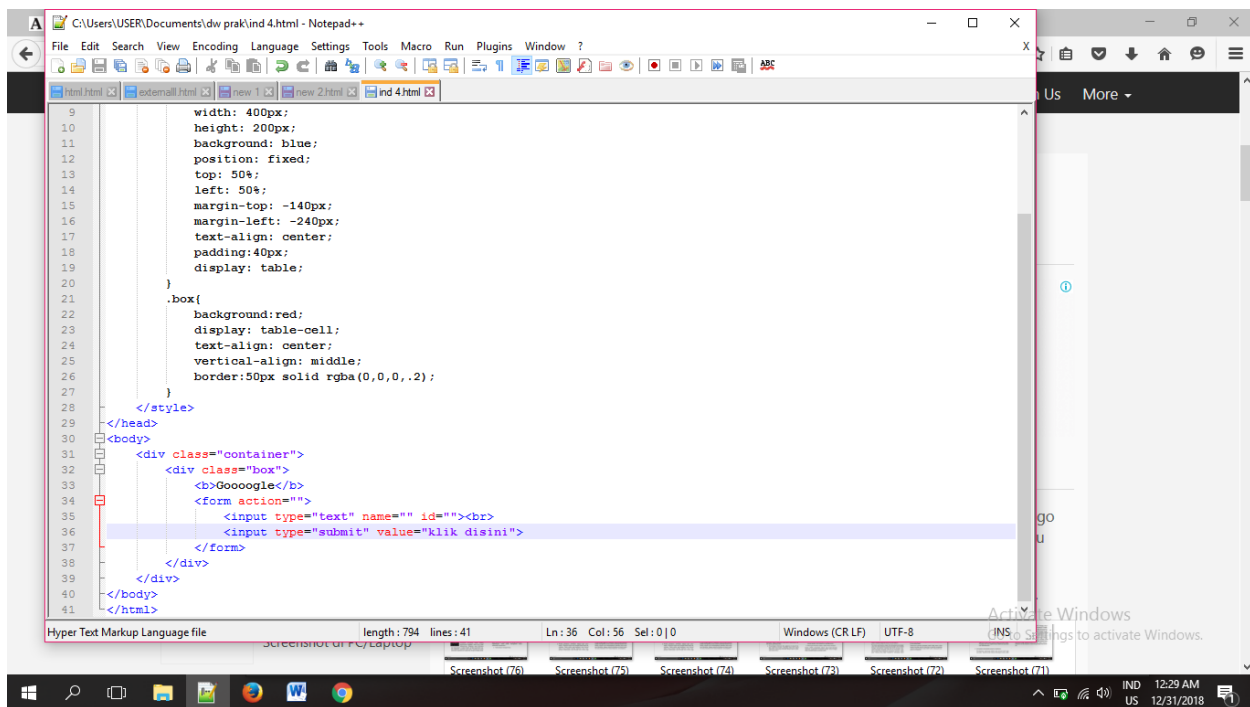 A
C:\Users\USER\Documents\dw prak\ind 4.html - Notepad++
File Edit Search View Encoding Language Settings Tools Macro Run Plugins Window ? X
ABC
html.html externalll.html new 1 new 2.html ind 4.html
Us More
9 width: 400px;
10 height: 200px;
11 background: blue;
12 position: fixed;
13 top: 50%;
14 left: 50%;
15 margin-top: -140px;
16 margin-left: -240px;
17 text-align: center;
18 padding:40px;
19 display: table;
20 }
21 .box{
22 background:red;
23 display: table-cell;
24 text-align: center;
25 vertical-align: middle;
26 border:50px solid rgba(0,0,0,.2);
27 }
28 </style>
29 </head>
30 <body>
31 <div class="container">
32 <div class="box">
33 <b>Goooogle</b>
34 <form action="">
35 <input type="text" name="" id=""><br>
36 <input type="submit" value="klik disini">
37 </form>
38 </div>
39 </div>
40 </body>
41 </html>
go
u
Activate Windows
Go to Settings to activate Windows.
Hyper Text Markup Language file length : 794 lines : 41 Ln : 36 Col : 56 Sel : 0 | 0 Windows (CR LF) UTF-8 INS
Screenshot di PC/Laptop
Screenshot (76) Screenshot (75) Screenshot (74) Screenshot (73) Screenshot (72) Screenshot (71)
IND 12:29 AM
US 12/31/2018
1